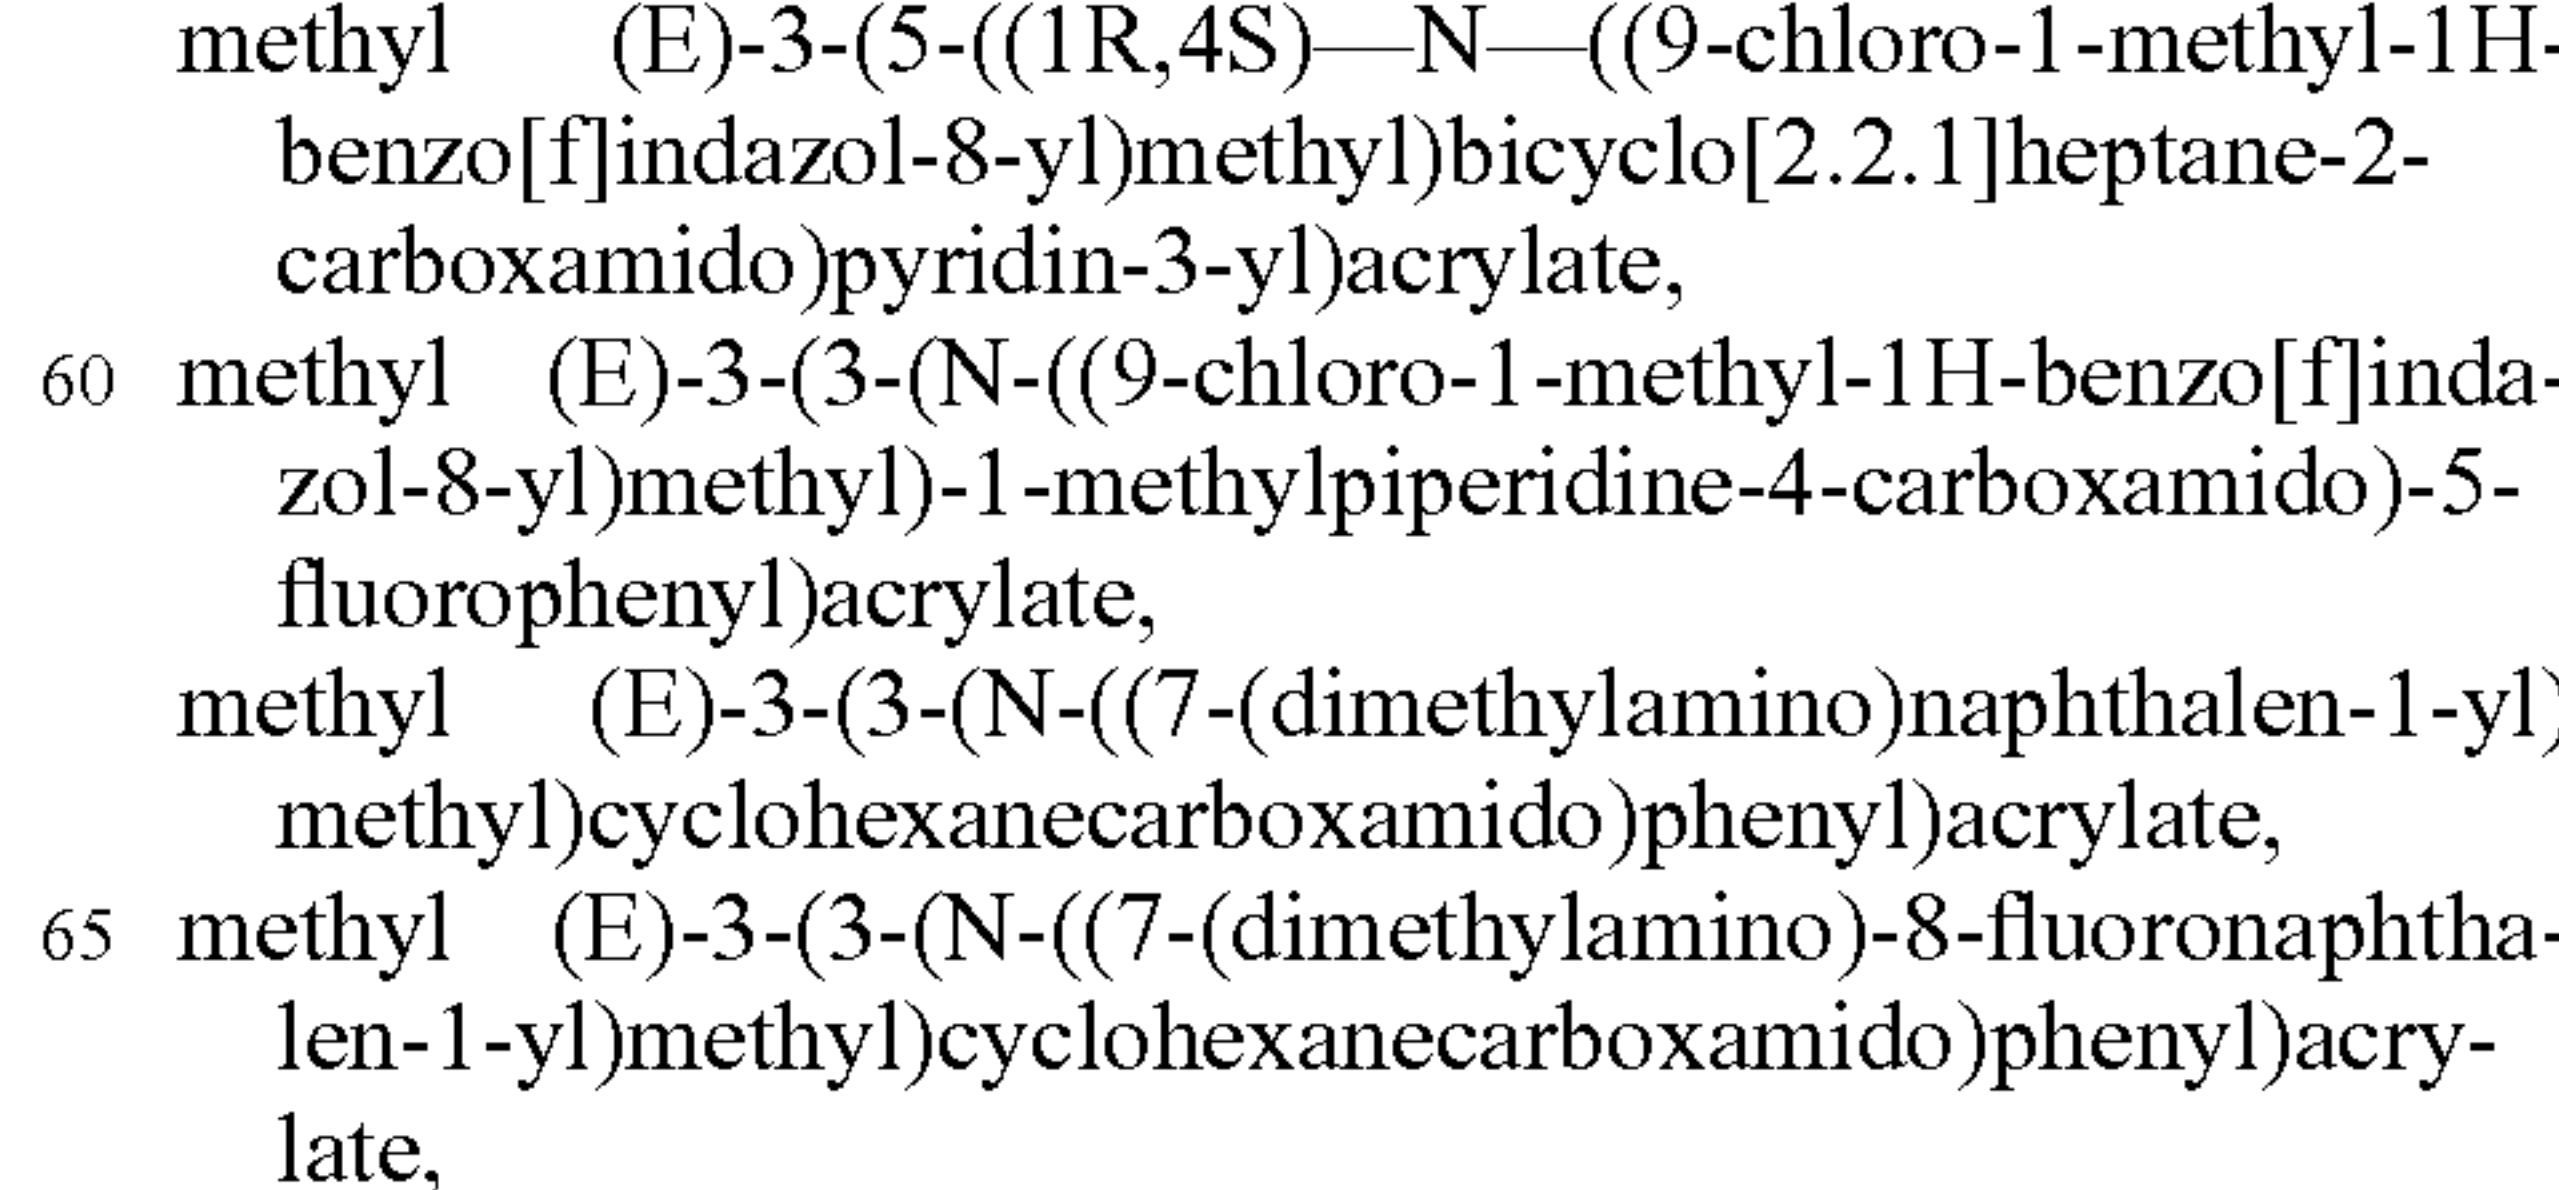 methyl (E)-3-(5-((1R,4S)—N—((9-chloro-1-methyl-1H-
benzo[f]indazol-8-yl)methyl)bicyclo[2.2.1]heptane-2-
carboxamido)pyridin-3-yl)acrylate,
60 methyl (E)-3-(3-(N-((9-chloro-1-methyl-1H-benzo[f]inda-
zol-8-yl)methyl)-1-methylpiperidine-4-carboxamido)-5-
fluorophenyl)acrylate,
methyl (E)-3-(3-(N-((7-(dimethylamino)naphthalen-1-yl)
methyl)cyclohexanecarboxamido)phenyl)acrylate,
65 methyl (E)-3-(3-(N-((7-(dimethylamino)-8-fluoronaphtha-
len-1-yl)methyl)cyclohexanecarboxamido)phenyl)acry-
late,